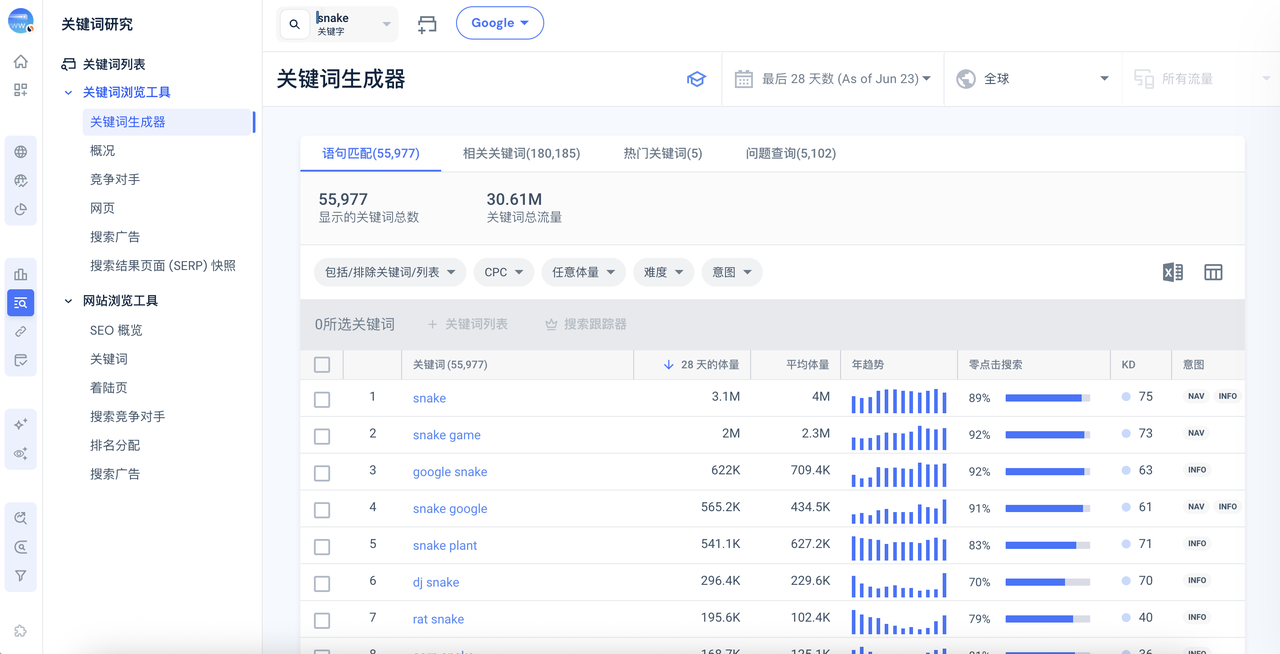 关键词研究
关键词列表
关键词浏览工具
关键词生成器
概况
竞争对手
网页
搜索广告
搜索结果页面 (SERP) 快照
网站浏览工具
SEO 概览
关键词
着陆页
搜索竞争对手
排名分配
搜索广告
snake
关键字
Google
关键词生成器
最后 28 天数 (As of Jun 23)
全球
所有流量
语句匹配(55,977) 相关关键词(180,185) 热门关键词(5) 问题查询(5,102)
55,977 30.61M
显示的关键词总数 关键词总流量
包括/排除关键词/列表 CPC 任意体量 难度 意图
0所选关键词 + 关键词列表 搜索跟踪器
关键词 (55,977) 28 天的体量 平均体量 年趋势 零点击搜索 KD 意图
1 snake 3.1M 4M 89% 75 NAV INFO
2 snake game 2M 2.3M 92% 73 NAV
3 google snake 622K 709.4K 92% 63 INFO
4 snake google 565.2K 434.5K 91% 61 NAV INFO
5 snake plant 541.1K 627.2K 83% 71 INFO
6 dj snake 296.4K 229.6K 70% 70 INFO
7 rat snake 195.6K 102.4K 79% 40 INFO